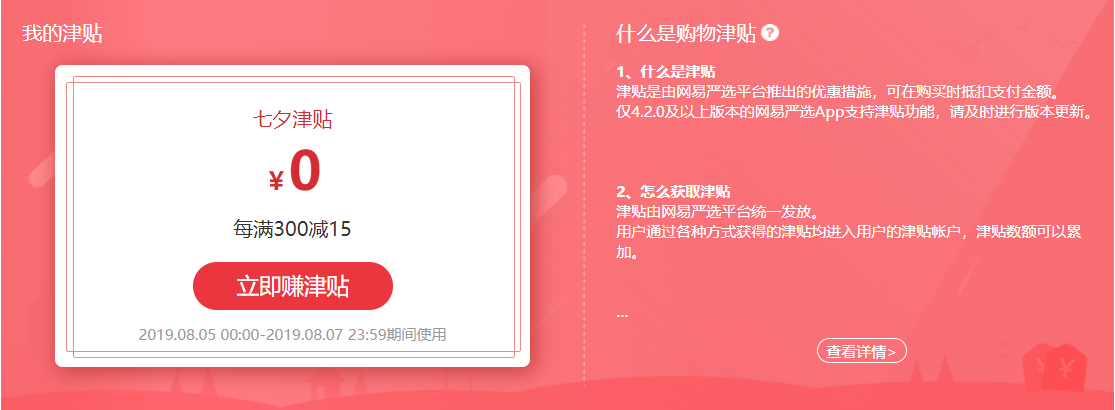 我的津贴
七夕津贴
¥0
每满300减15
立即赚津贴
2019.08.05 00:00-2019.08.07 23:59期间使用
什么是购物津贴 ?
1、什么是津贴
津贴是由网易严选平台推出的优惠措施，可在购买时抵扣支付金额。
仅4.2.0及以上版本的网易严选App支持津贴功能，请及时进行版本更新。
2、怎么获取津贴
津贴由网易严选平台统一发放。
用户通过各种方式获得的津贴均进入用户的津贴帐户，津贴数额可以累
加。
...
查看详情>
¥ ¥